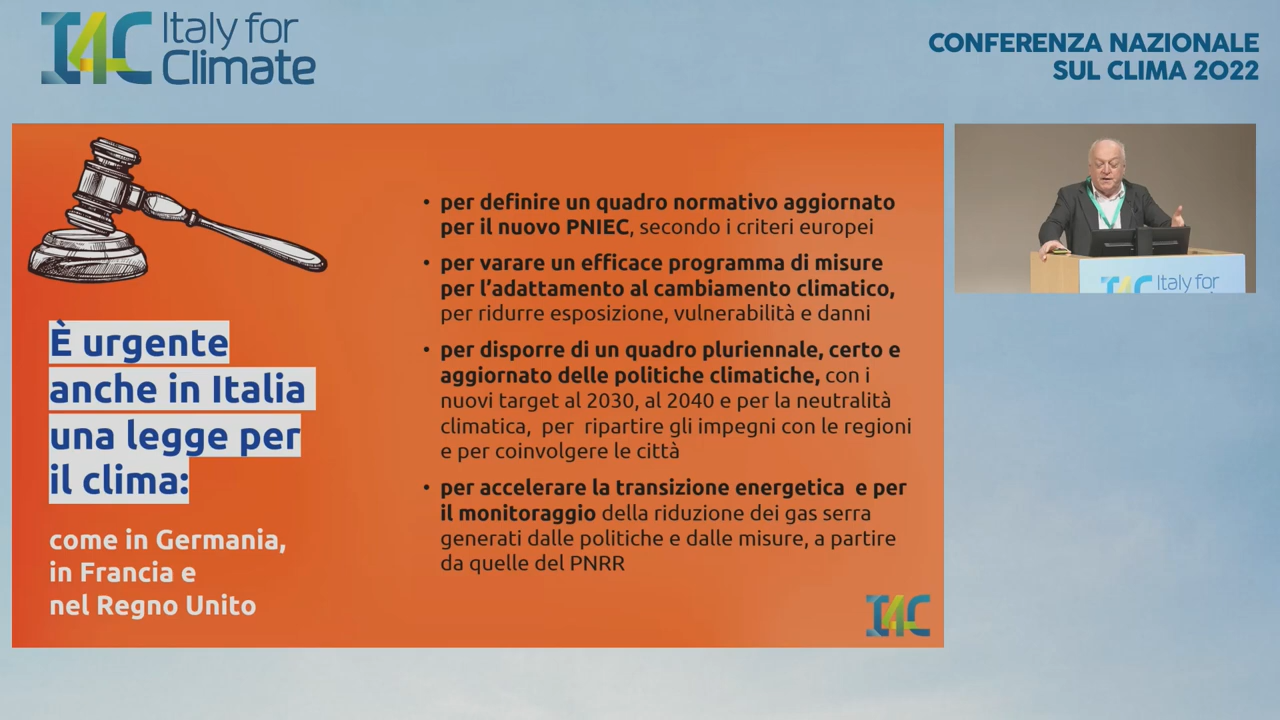 I4C Italy for
Climate
CONFERENZA NAZIONALE
SUL CLIMA 2022
È urgente
anche in Italia
una legge per
il clima:
come in Germania,
in Francia e
nel Regno Unito
• per definire un quadro normativo aggiornato
per il nuovo PNIEC, secondo i criteri europei
• per varare un efficace programma di misure
per l’adattamento al cambiamento climatico,
per ridurre esposizione, vulnerabilità e danni
• per disporre di un quadro pluriennale, certo e
aggiornato delle politiche climatiche, con i
nuovi target al 2030, al 2040 e per la neutralità
climatica, per ripartire gli impegni con le regioni
e per coinvolgere le città
• per accelerare la transizione energetica e per
il monitoraggio della riduzione dei gas serra
generati dalle politiche e dalle misure, a partire
da quelle del PNRR
I4C
I4C Italy for